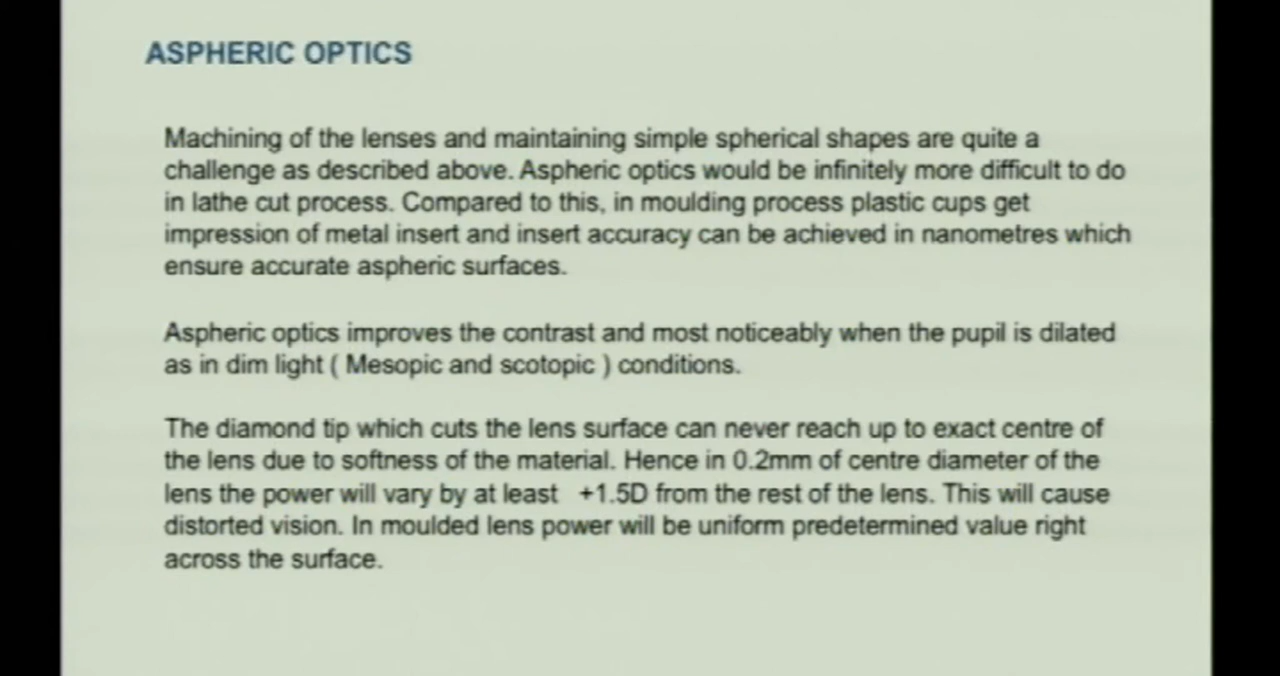 ASPHERIC OPTICS
Machining of the lenses and maintaining simple spherical shapes are quite a
challenge as described above. Aspheric optics would be infinitely more difficult to do
in lathe cut process. Compared to this, in moulding process plastic cups get
impression of metal insert and insert accuracy can be achieved in nanometres which
ensure accurate aspheric surfaces.
Aspheric optics improves the contrast and most noticeably when the pupil is dilated
as in dim light ( Mesopic and scotopic ) conditions.
The diamond tip which cuts the lens surface can never reach up to exact centre of
the lens due to softness of the material. Hence in 0.2mm of centre diameter of the
lens the power will vary by at least +1.5D from the rest of the lens. This will cause
distorted vision. In moulded lens power will be uniform predetermined value right
across the surface.